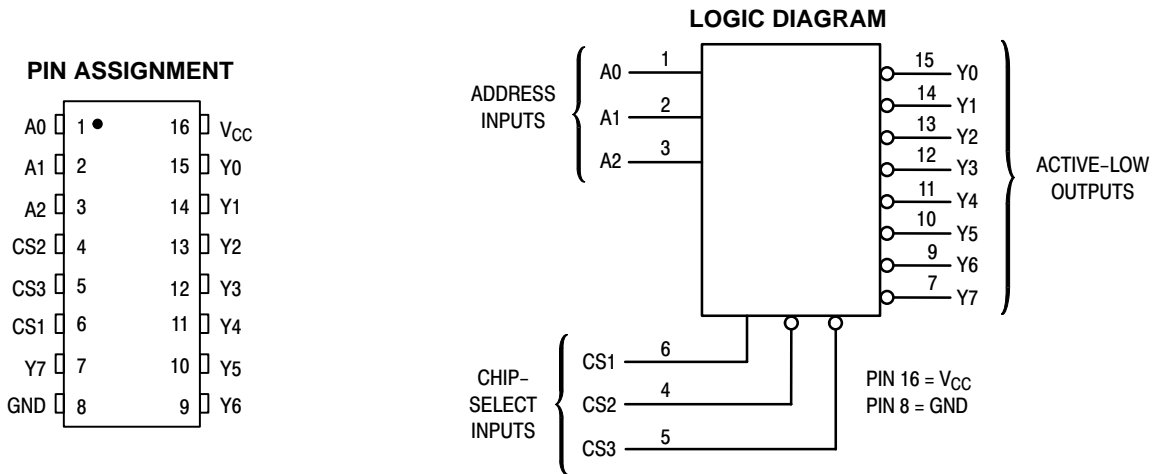 PIN ASSIGNMENT
A0 1 16 VCC
A1 2 15 Y0
A2 3 14 Y1
CS2 4 13 Y2
CS3 5 12 Y3
CS1 6 11 Y4
Y7 7 10 Y5
GND 8 9 Y6
LOGIC DIAGRAM
ADDRESS
INPUTS
A0 1
A1 2
A2 3
15 Y0
14 Y1
13 Y2
12 Y3
11 Y4
10 Y5
9 Y6
7 Y7
ACTIVE–LOW
OUTPUTS
CHIP–
SELECT
INPUTS
CS1 6
CS2 4
CS3 5
PIN 16 = VCC
PIN 8 = GND